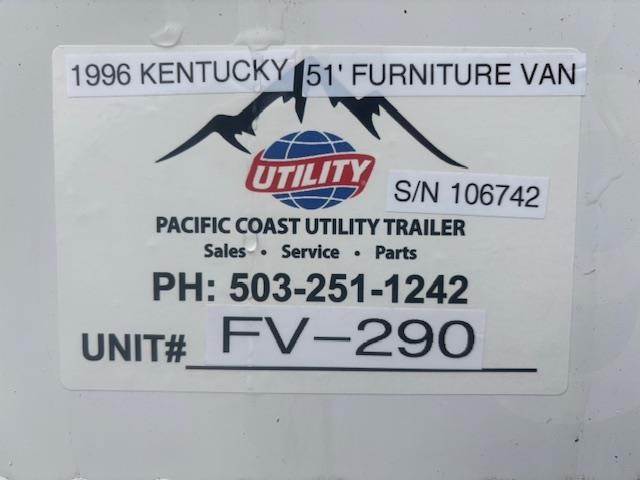 1996 KENTUCKY 51' FURNITURE VAN
UTILITY
S/N 106742
PACIFIC COAST UTILITY TRAILER
Sales • Service • Parts
PH: 503-251-1242
UNIT# FV-290